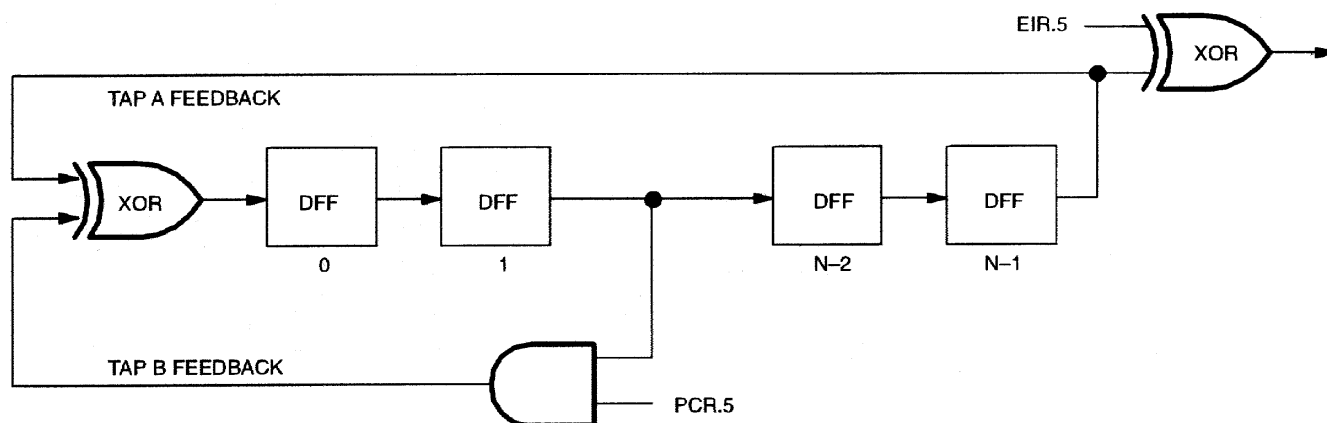 EIR.5
XOR
TAP A FEEDBACK
XOR
DFF
DFF
DFF
DFF
0
1
N–2
N–1
TAP B FEEDBACK
PCR.5